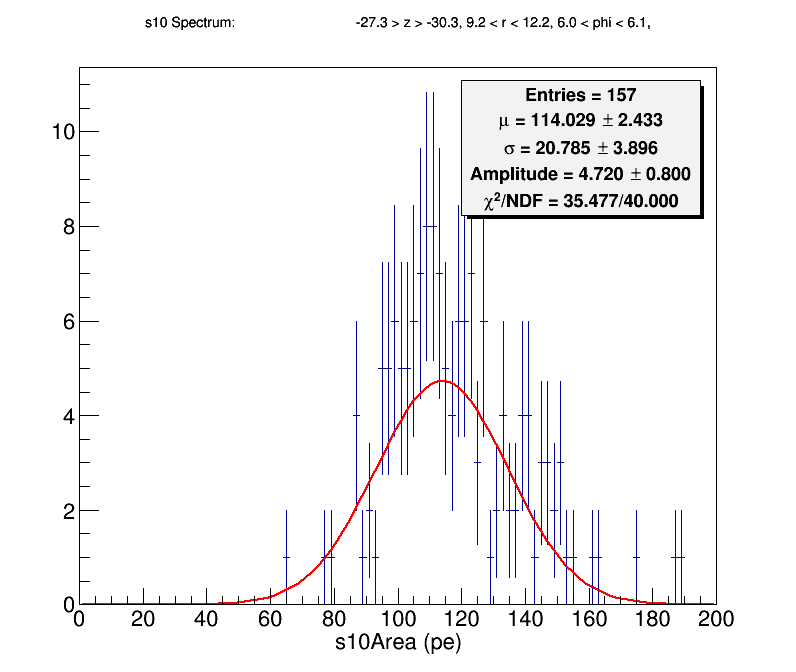 s10 Spectrum: -27.3 > z > -30.3, 9.2 < r < 12.2, 6.0 < phi < 6.1,
Entries = 157
μ = 114.029 ± 2.433
σ = 20.785 ± 3.896
Amplitude = 4.720 ± 0.800
χ²/NDF = 35.477/40.000
10
8
6
4
2
0
0 20 40 60 80 100 120 140 160 180 200
s10Area (pe)